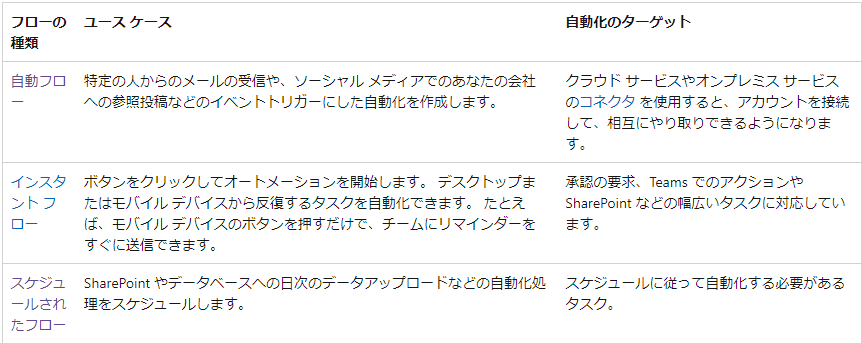 フローの種類 ユース ケース 自動化のターゲット
自動フロー
特定の人からのメールの受信や、ソーシャル メディアでのあなたの会社
への参照投稿などのイベントトリガーにした自動化を作成します。
クラウド サービスやオンプレミス サービス
のコネクタ を使用すると、アカウントを接続
して、相互にやり取りできるようになりま
す。
インスタ
ント フ
ロー
ボタンをクリックしてオートメーションを開始します。 デスクトップま
たはモバイル デバイスから反復するタスクを自動化できます。 たとえ
ば、モバイル デバイスのボタンを押すだけで、チームにリマインダーを
すぐに送信できます。
承認の要求、Teams でのアクションや
SharePoint などの幅広いタスクに対応してい
ます。
スケジュ
ールされ
たフロー
SharePoint やデータベースへの日次のデータアップロードなどの自動化処
理をスケジュールします。
スケジュールに従って自動化する必要がある
タスク。